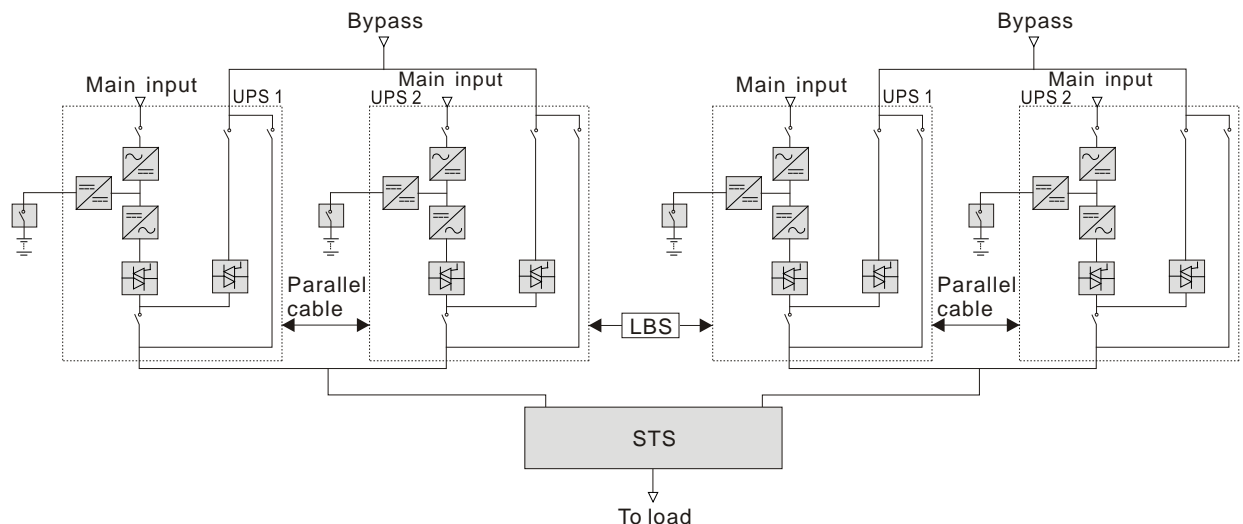 Bypass
Bypass
Main input
Main input
Main input
Main input
UPS 1
UPS 2
UPS 1
UPS 2
Parallel
cable
Parallel
cable
LBS
STS
To load